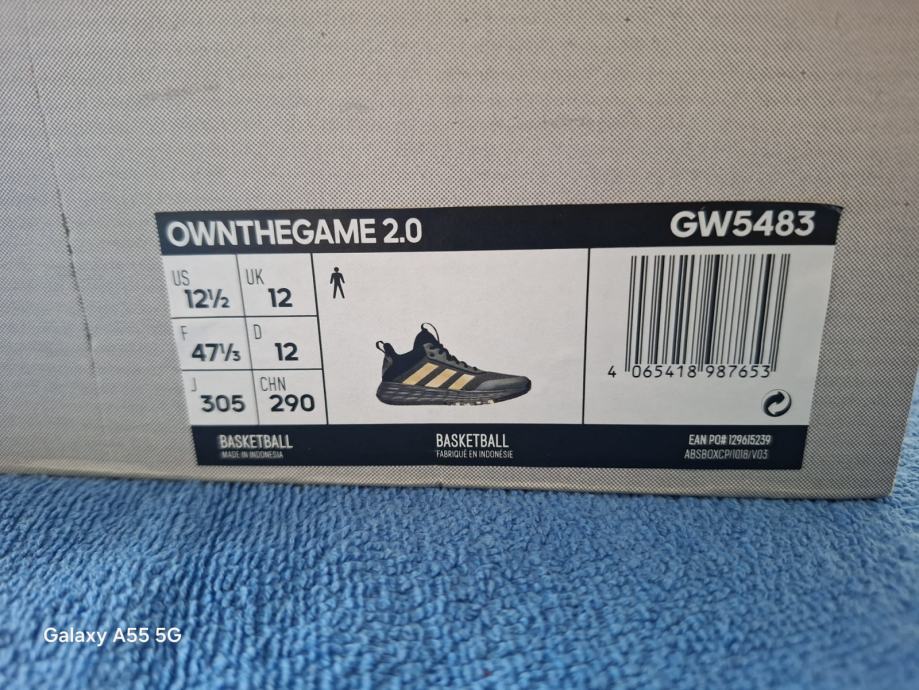 OWNTHEGAME 2.0
GW5483
US
12½
UK
12
F
47⅓
D
12
J
305
CHN
290
4 065418 987653
BASKETBALL
MADE IN INDONESIA
BASKETBALL
FABRIQUÉ EN INDONÉSIE
EAN PO# 129615239
ABSBOXCP/1018/V03
Galaxy A55 5G